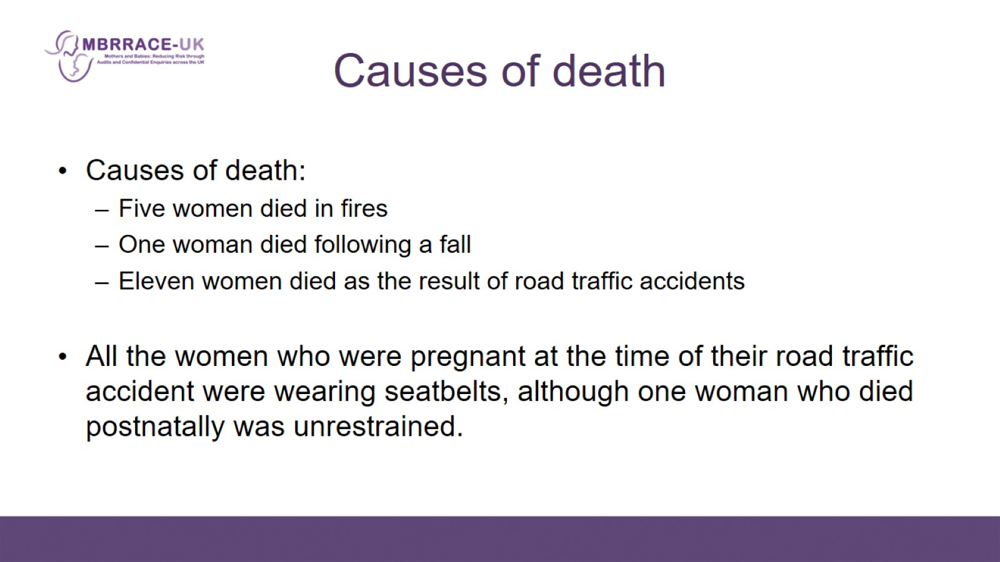 MBRRACE-UK
Mothers and Babies: Reducing Risk through
Audits and Confidential Enquiries across the UK
Causes of death
• Causes of death:
– Five women died in fires
– One woman died following a fall
– Eleven women died as the result of road traffic accidents
• All the women who were pregnant at the time of their road traffic
accident were wearing seatbelts, although one woman who died
postnatally was unrestrained.